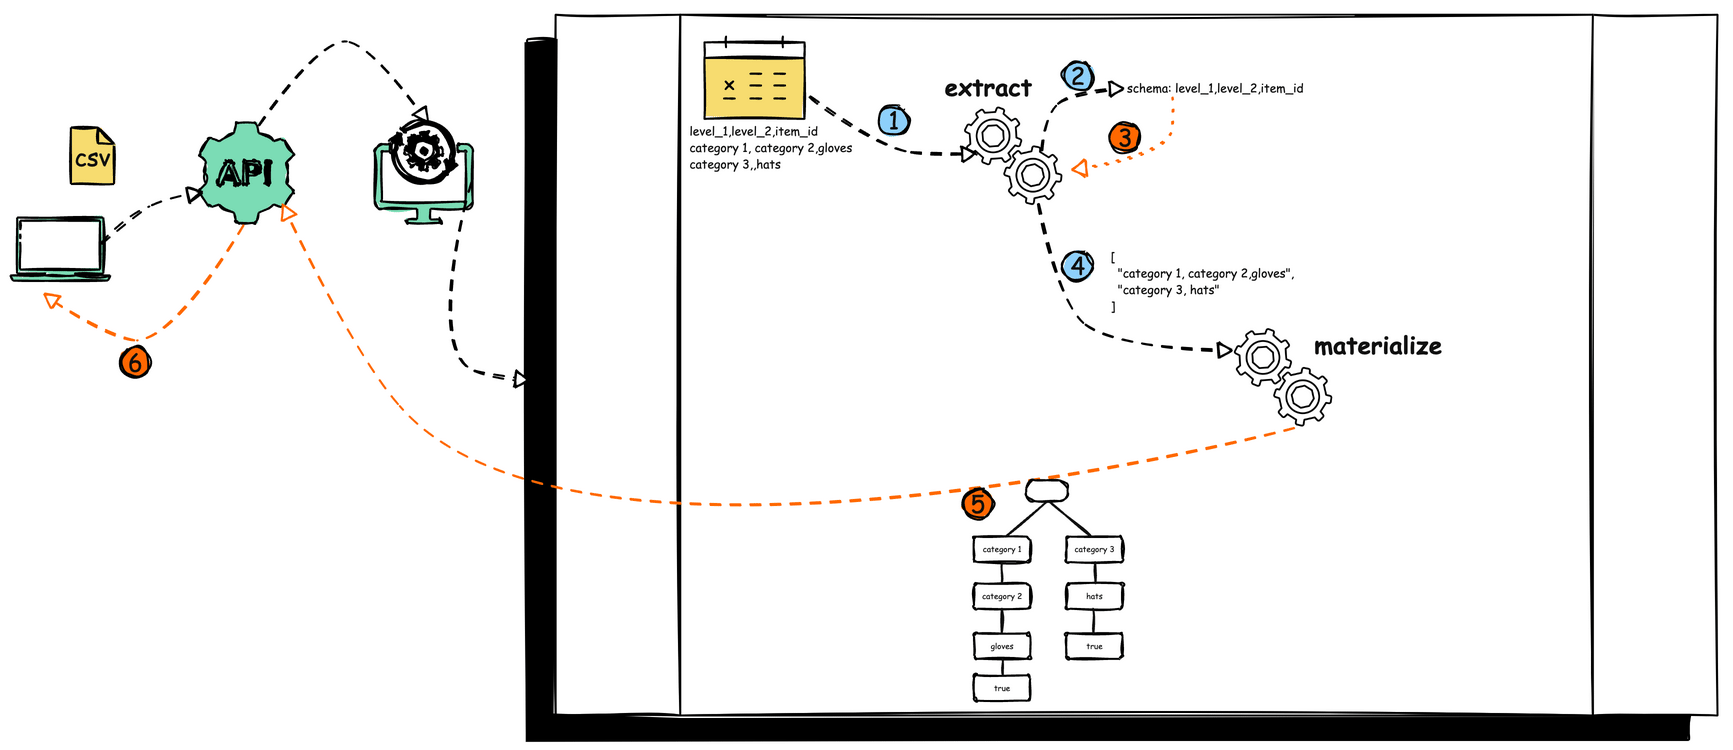 CSV
API
6
level_1,level_2,item_id
category 1, category 2,gloves
category 3,,hats
1
extract
2
schema: level_1,level_2,item_id
3
4
[
"category 1, category 2,gloves",
"category 3, hats"
]
materialize
5
category 1
category 3
category 2
hats
gloves
true
true